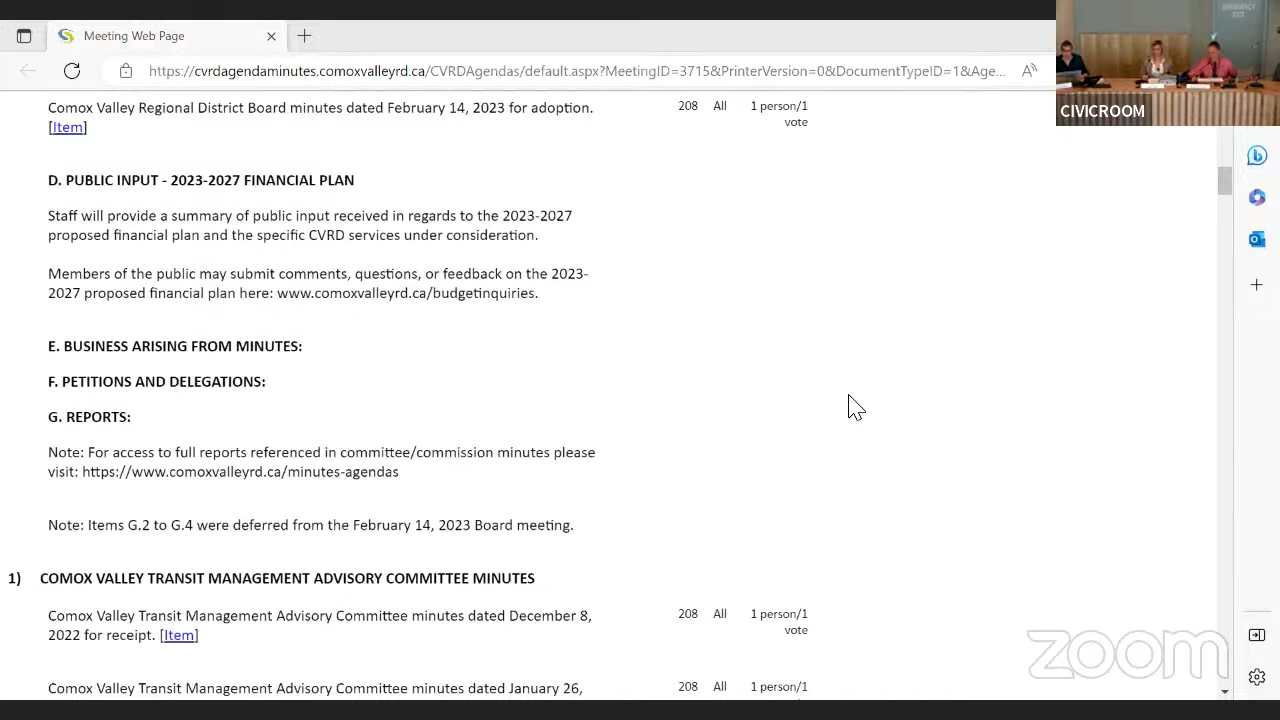 Meeting Web Page
https://cvrdagendaminutes.comoxvalleyrd.ca/CVRDAgendas/default.aspx?MeetingID=3715&PrinterVersion=0&DocumentTypeID=1&Age...
CIVICROOM
Comox Valley Regional District Board minutes dated February 14, 2023 for adoption. 208 All 1 person/1
[Item] vote
D. PUBLIC INPUT - 2023-2027 FINANCIAL PLAN
Staff will provide a summary of public input received in regards to the 2023-2027
proposed financial plan and the specific CVRD services under consideration.
Members of the public may submit comments, questions, or feedback on the 2023-
2027 proposed financial plan here: www.comoxvalleyrd.ca/budgetinquiries.
E. BUSINESS ARISING FROM MINUTES:
F. PETITIONS AND DELEGATIONS:
G. REPORTS:
Note: For access to full reports referenced in committee/commission minutes please
visit: https://www.comoxvalleyrd.ca/minutes-agendas
Note: Items G.2 to G.4 were deferred from the February 14, 2023 Board meeting.
1) COMOX VALLEY TRANSIT MANAGEMENT ADVISORY COMMITTEE MINUTES
Comox Valley Transit Management Advisory Committee minutes dated December 8, 208 All 1 person/1
2022 for receipt. [Item] vote
Comox Valley Transit Management Advisory Committee minutes dated January 26, 208 All 1 person/1
zoom